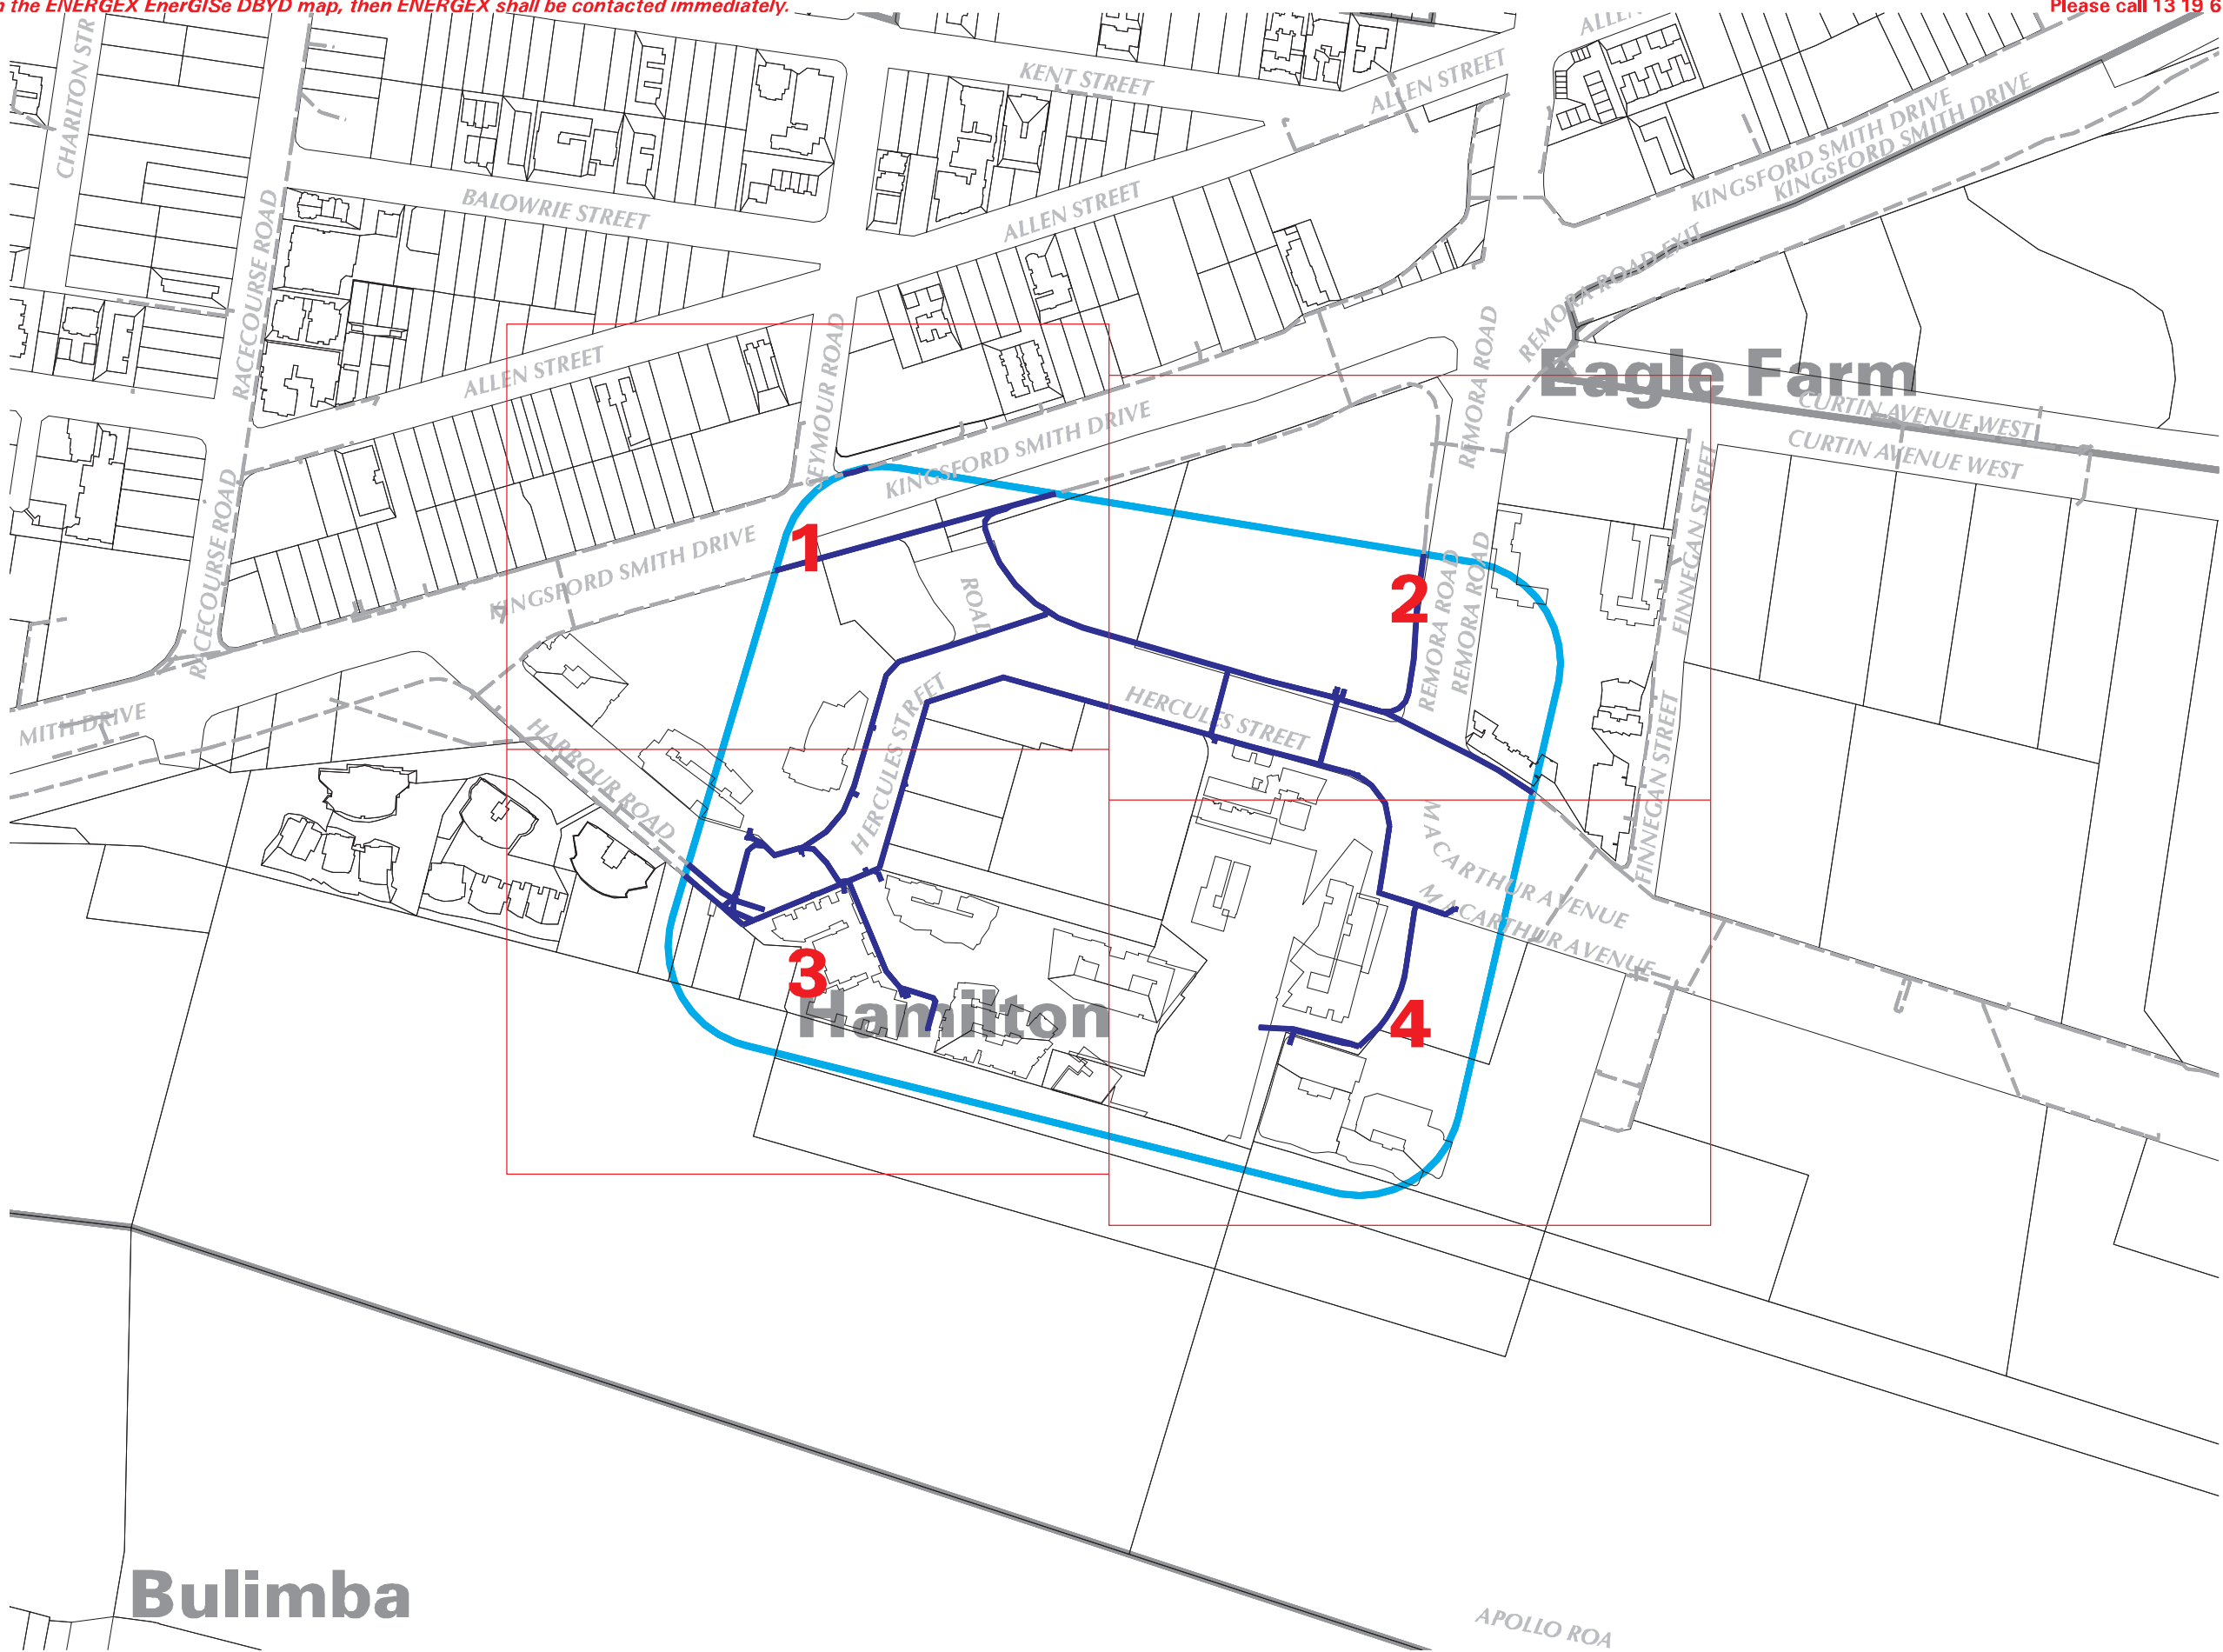 n the ENERGEX EnerGISe DBYD map, then ENERGEX shall be contacted immediately.
Please call 13 19 6
CHARLTON STR
KENT STREET
ALLEN STREET
ALLEN
KINGSFORD SMITH DRIVE
KINGSFORD SMITH DRIVE
RACECOURSE ROAD
BALOWRIE STREET
ALLEN STREET
REMORA ROAD EXIT
ALLEN STREET
SEYMOUR ROAD
REMORA ROAD
Eagle Farm
CURTIN AVENUE WEST
CURTIN AVENUE WEST
KINGSFORD SMITH DRIVE
RACECOURSE ROAD
KINGSFORD SMITH DRIVE
1
2
ROAD
REMORA ROAD
REMORA ROAD
FINNEGAN STREET
MITH DRIVE
HARBOUR ROAD
HERCULES STREET
HERCULES STREET
FINNEGAN STREET
MACARTHUR AVENUE
MACARTHUR AVENUE
3
4
Hamilton
Bulimba
APOLLO ROA